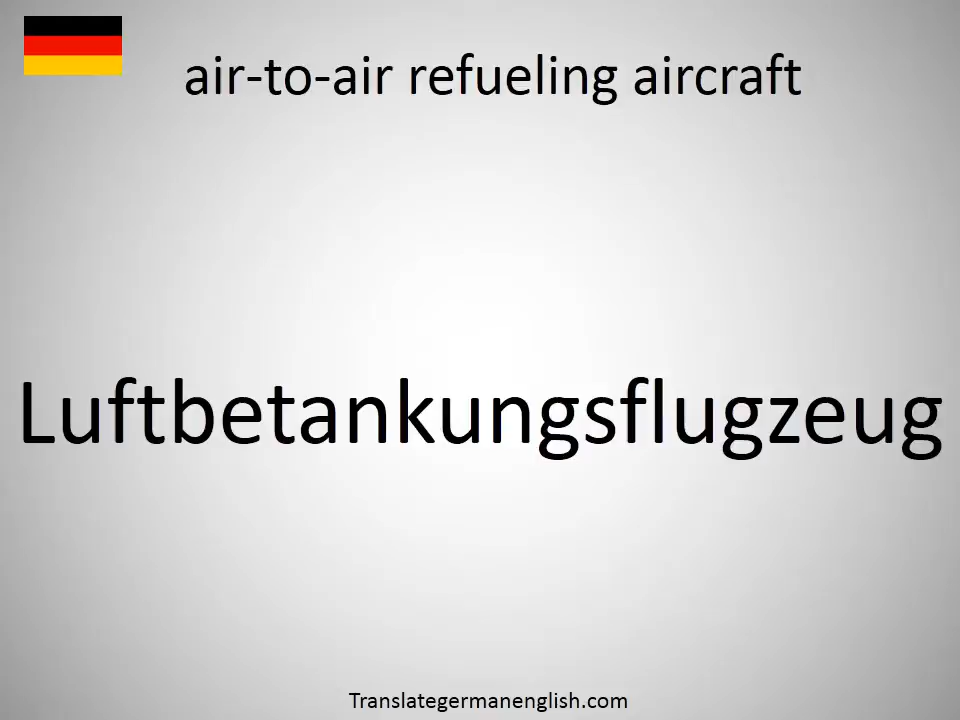 air-to-air refueling aircraft
Luftbetankungsflugzeug
Translategermanenglish.com